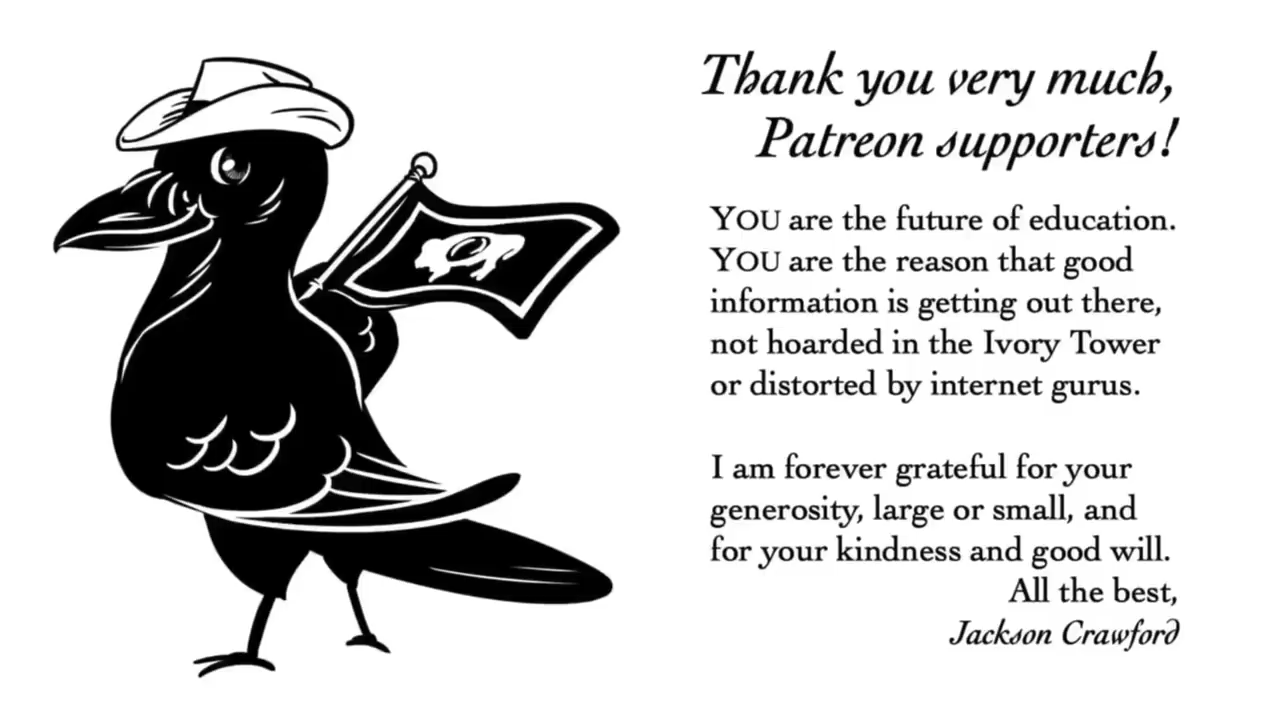 Thank you very much,
Patreon supporters!
YOU are the future of education.
YOU are the reason that good
information is getting out there,
not hoarded in the Ivory Tower
or distorted by internet gurus.
I am forever grateful for your
generosity, large or small, and
for your kindness and good will.
All the best,
Jackson Crawford